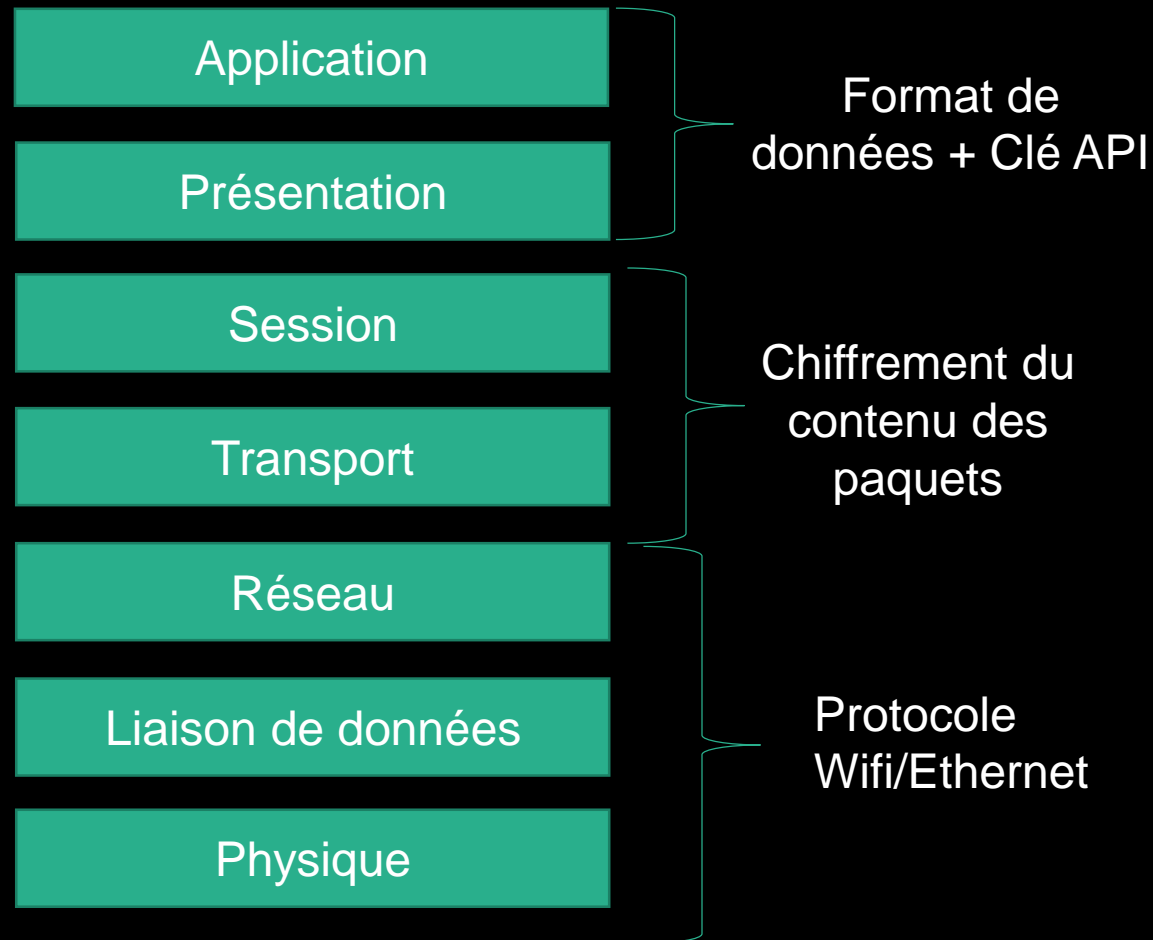 Application
Présentation
Session
Transport
Réseau
Liaison de données
Physique
Format de
données + Clé API
Chiffrement du
contenu des
paquets
Protocole
Wifi/Ethernet